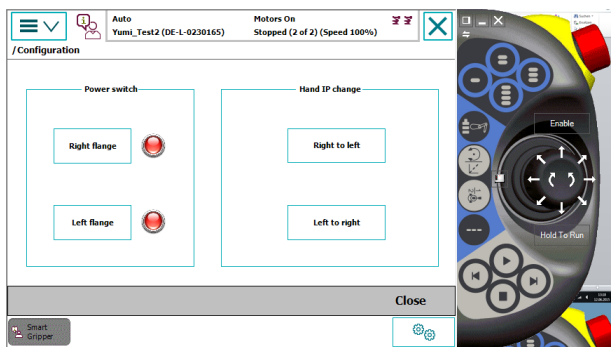 Auto
Motors On
Yumi_Test2 (DE-L-0230165)
Stopped (2 of 2) (Speed 100%)
/Configuration
Power switch
Hand IP change
Right flange
Right to left
Left flange
Left to right
Close
Smart
Gripper
Enable
Hold To Run